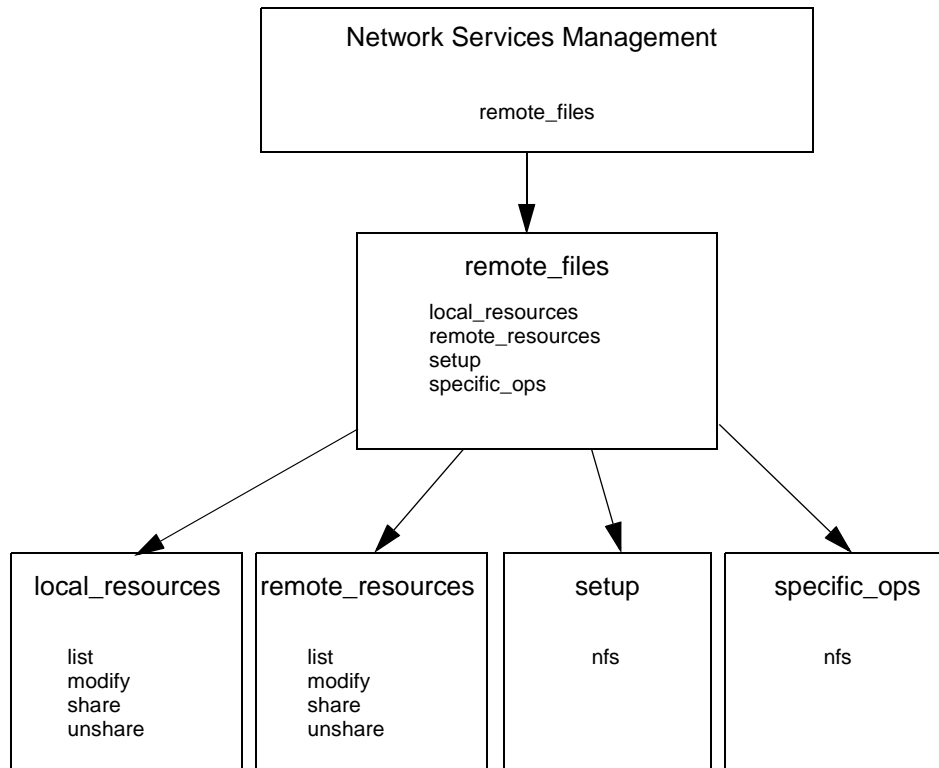 Network Services Management
remote_files
remote_files
local_resources
remote_resources
setup
specific_ops
local_resources
list
modify
share
unshare
remote_resources
list
modify
share
unshare
setup
nfs
specific_ops
nfs